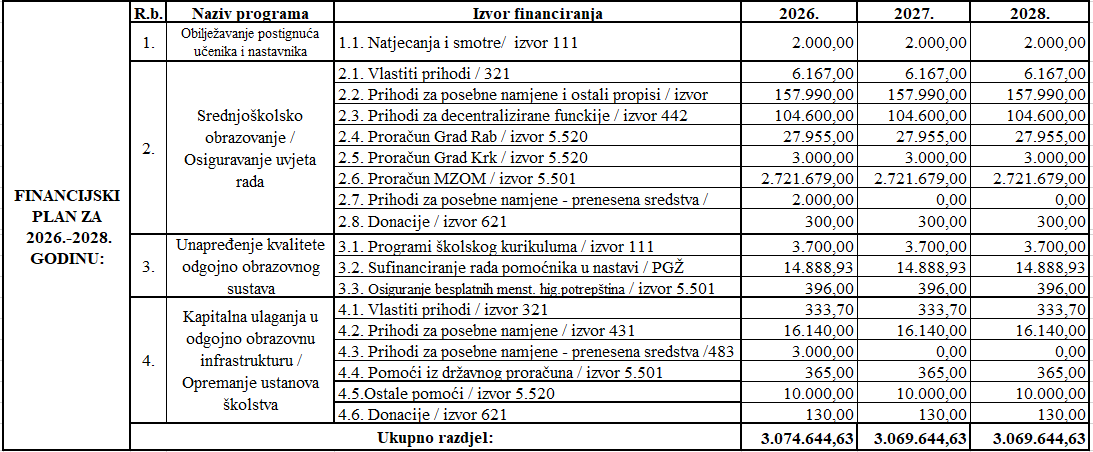 R.b. Naziv programa Izvor financiranja 2026. 2027. 2028.
FINANCIJSKI
PLAN ZA
2026.-2028.
GODINU:
1.
Obilježavanje postignuća
učenika i nastavnika
1.1. Natjecanja i smotre/ izvor 111 2.000,00 2.000,00 2.000,00
2.
Srednjoškolsko
obrazovanje /
Osiguravanje uvjeta
rada
2.1. Vlastiti prihodi / 321 6.167,00 6.167,00 6.167,00
2.2. Prihodi za posebne namjene i ostali propisi / izvor 157.990,00 157.990,00 157.990,00
2.3. Prihodi za decentralizirane funckije / izvor 442 104.600,00 104.600,00 104.600,00
2.4. Proračun Grad Rab / izvor 5.520 27.955,00 27.955,00 27.955,00
2.5. Proračun Grad Krk / izvor 5.520 3.000,00 3.000,00 3.000,00
2.6. Proračun MZOM / izvor 5.501 2.721.679,00 2.721.679,00 2.721.679,00
2.7. Prihodi za posebne namjene - prenesena sredstva / 2.000,00 0,00 0,00
2.8. Donacije / izvor 621 300,00 300,00 300,00
3.
Unapređenje kvalitete
odgojno obrazovnog
sustava
3.1. Programi školskog kurikuluma / izvor 111 3.700,00 3.700,00 3.700,00
3.2. Sufinanciranje rada pomoćnika u nastavi / PGŽ 14.888,93 14.888,93 14.888,93
3.3. Osiguranje besplatnih menst. hig.potrepština / izvor 5.501 396,00 396,00 396,00
4.
Kapitalna ulaganja u
odgojno obrazovnu
infrastrukturu /
Opremanje ustanova
školstva
4.1. Vlastiti prihodi / izvor 321 333,70 333,70 333,70
4.2. Prihodi za posebne namjene / izvor 431 16.140,00 16.140,00 16.140,00
4.3. Prihodi za posebne namjene - prenesena sredstva /483 3.000,00 0,00 0,00
4.4. Pomoći iz državnog proračuna / izvor 5.501 365,00 365,00 365,00
4.5.Ostale pomoći / izvor 5.520 10.000,00 10.000,00 10.000,00
4.6. Donacije / izvor 621 130,00 130,00 130,00
Ukupno razdjel: 3.074.644,63 3.069.644,63 3.069.644,63